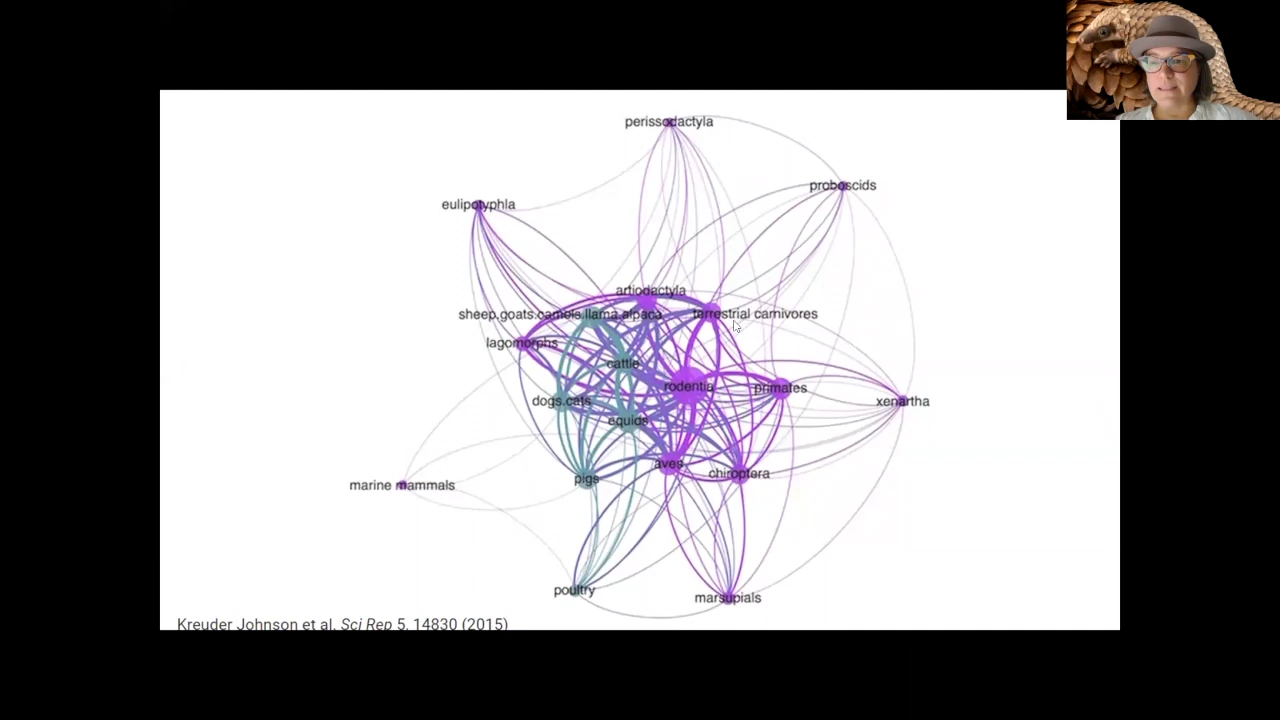 perissodactyla
proboscids
eulipotyphla
artiodactyla
sheep.goats.camels.llama.alpaca
terrestrial carnivores
lagomorphs
cattle
rodentia
primates
dogs.cats
xenartha
equids
aves
chiroptera
pigs
marine mammals
poultry
marsupials
Kreuder Johnson et al. Sci Rep 5, 14830 (2015)